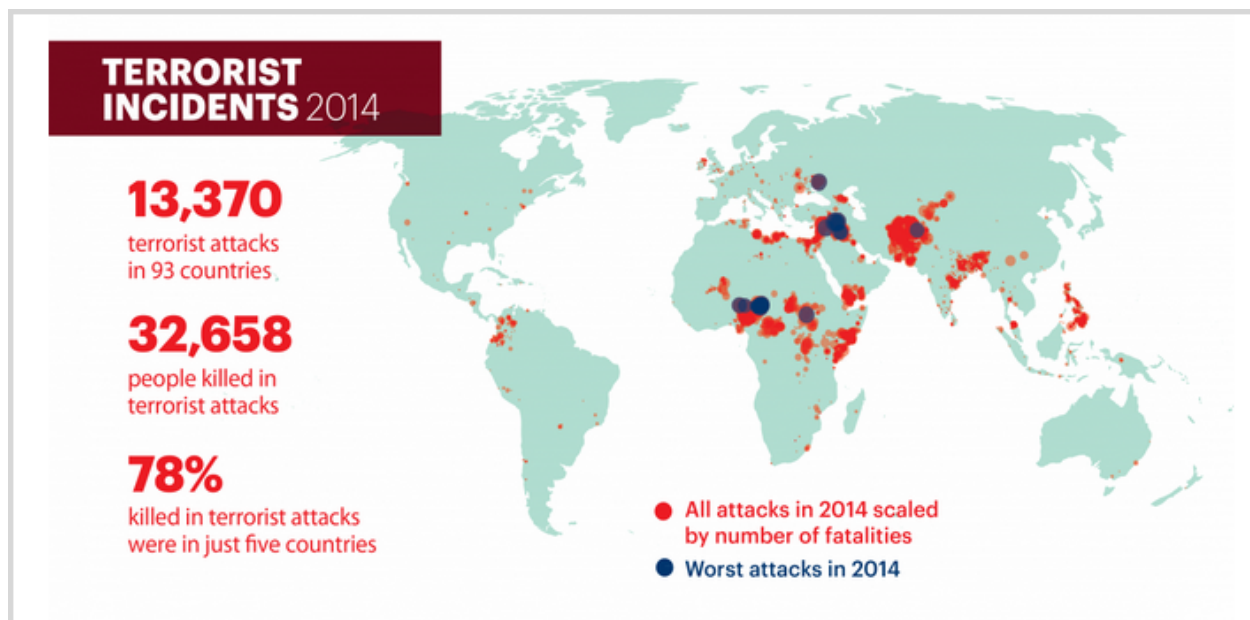 TERRORIST
INCIDENTS 2014
13,370
terrorist attacks
in 93 countries
32,658
people killed in
terrorist attacks
78%
killed in terrorist attacks
were in just five countries
All attacks in 2014 scaled
by number of fatalities
Worst attacks in 2014